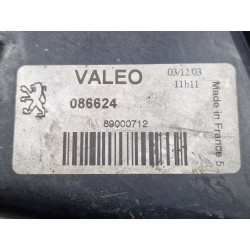 VALEO
03/12/03
11h11
086624
89000712
Made in France 5